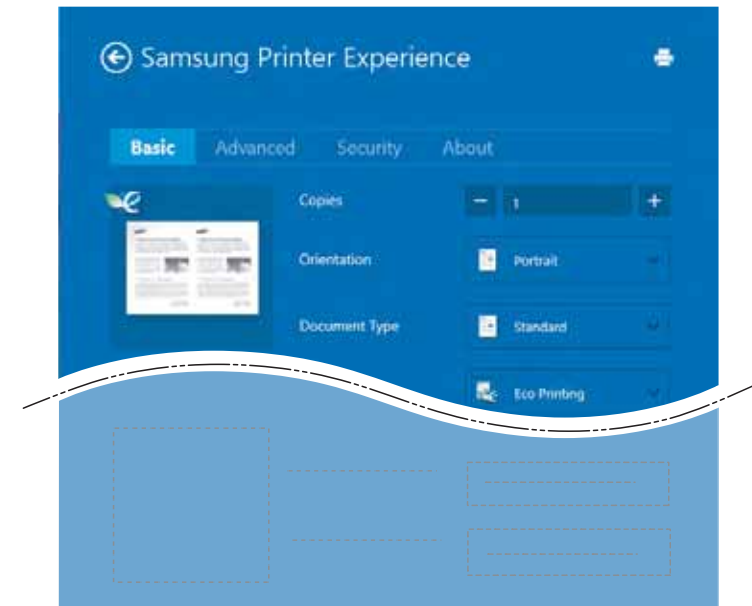 Samsung Printer Experience
Basic Advanced Security About
Copies 1
Orientation Portrait
Document Type Standard
Eco Printing